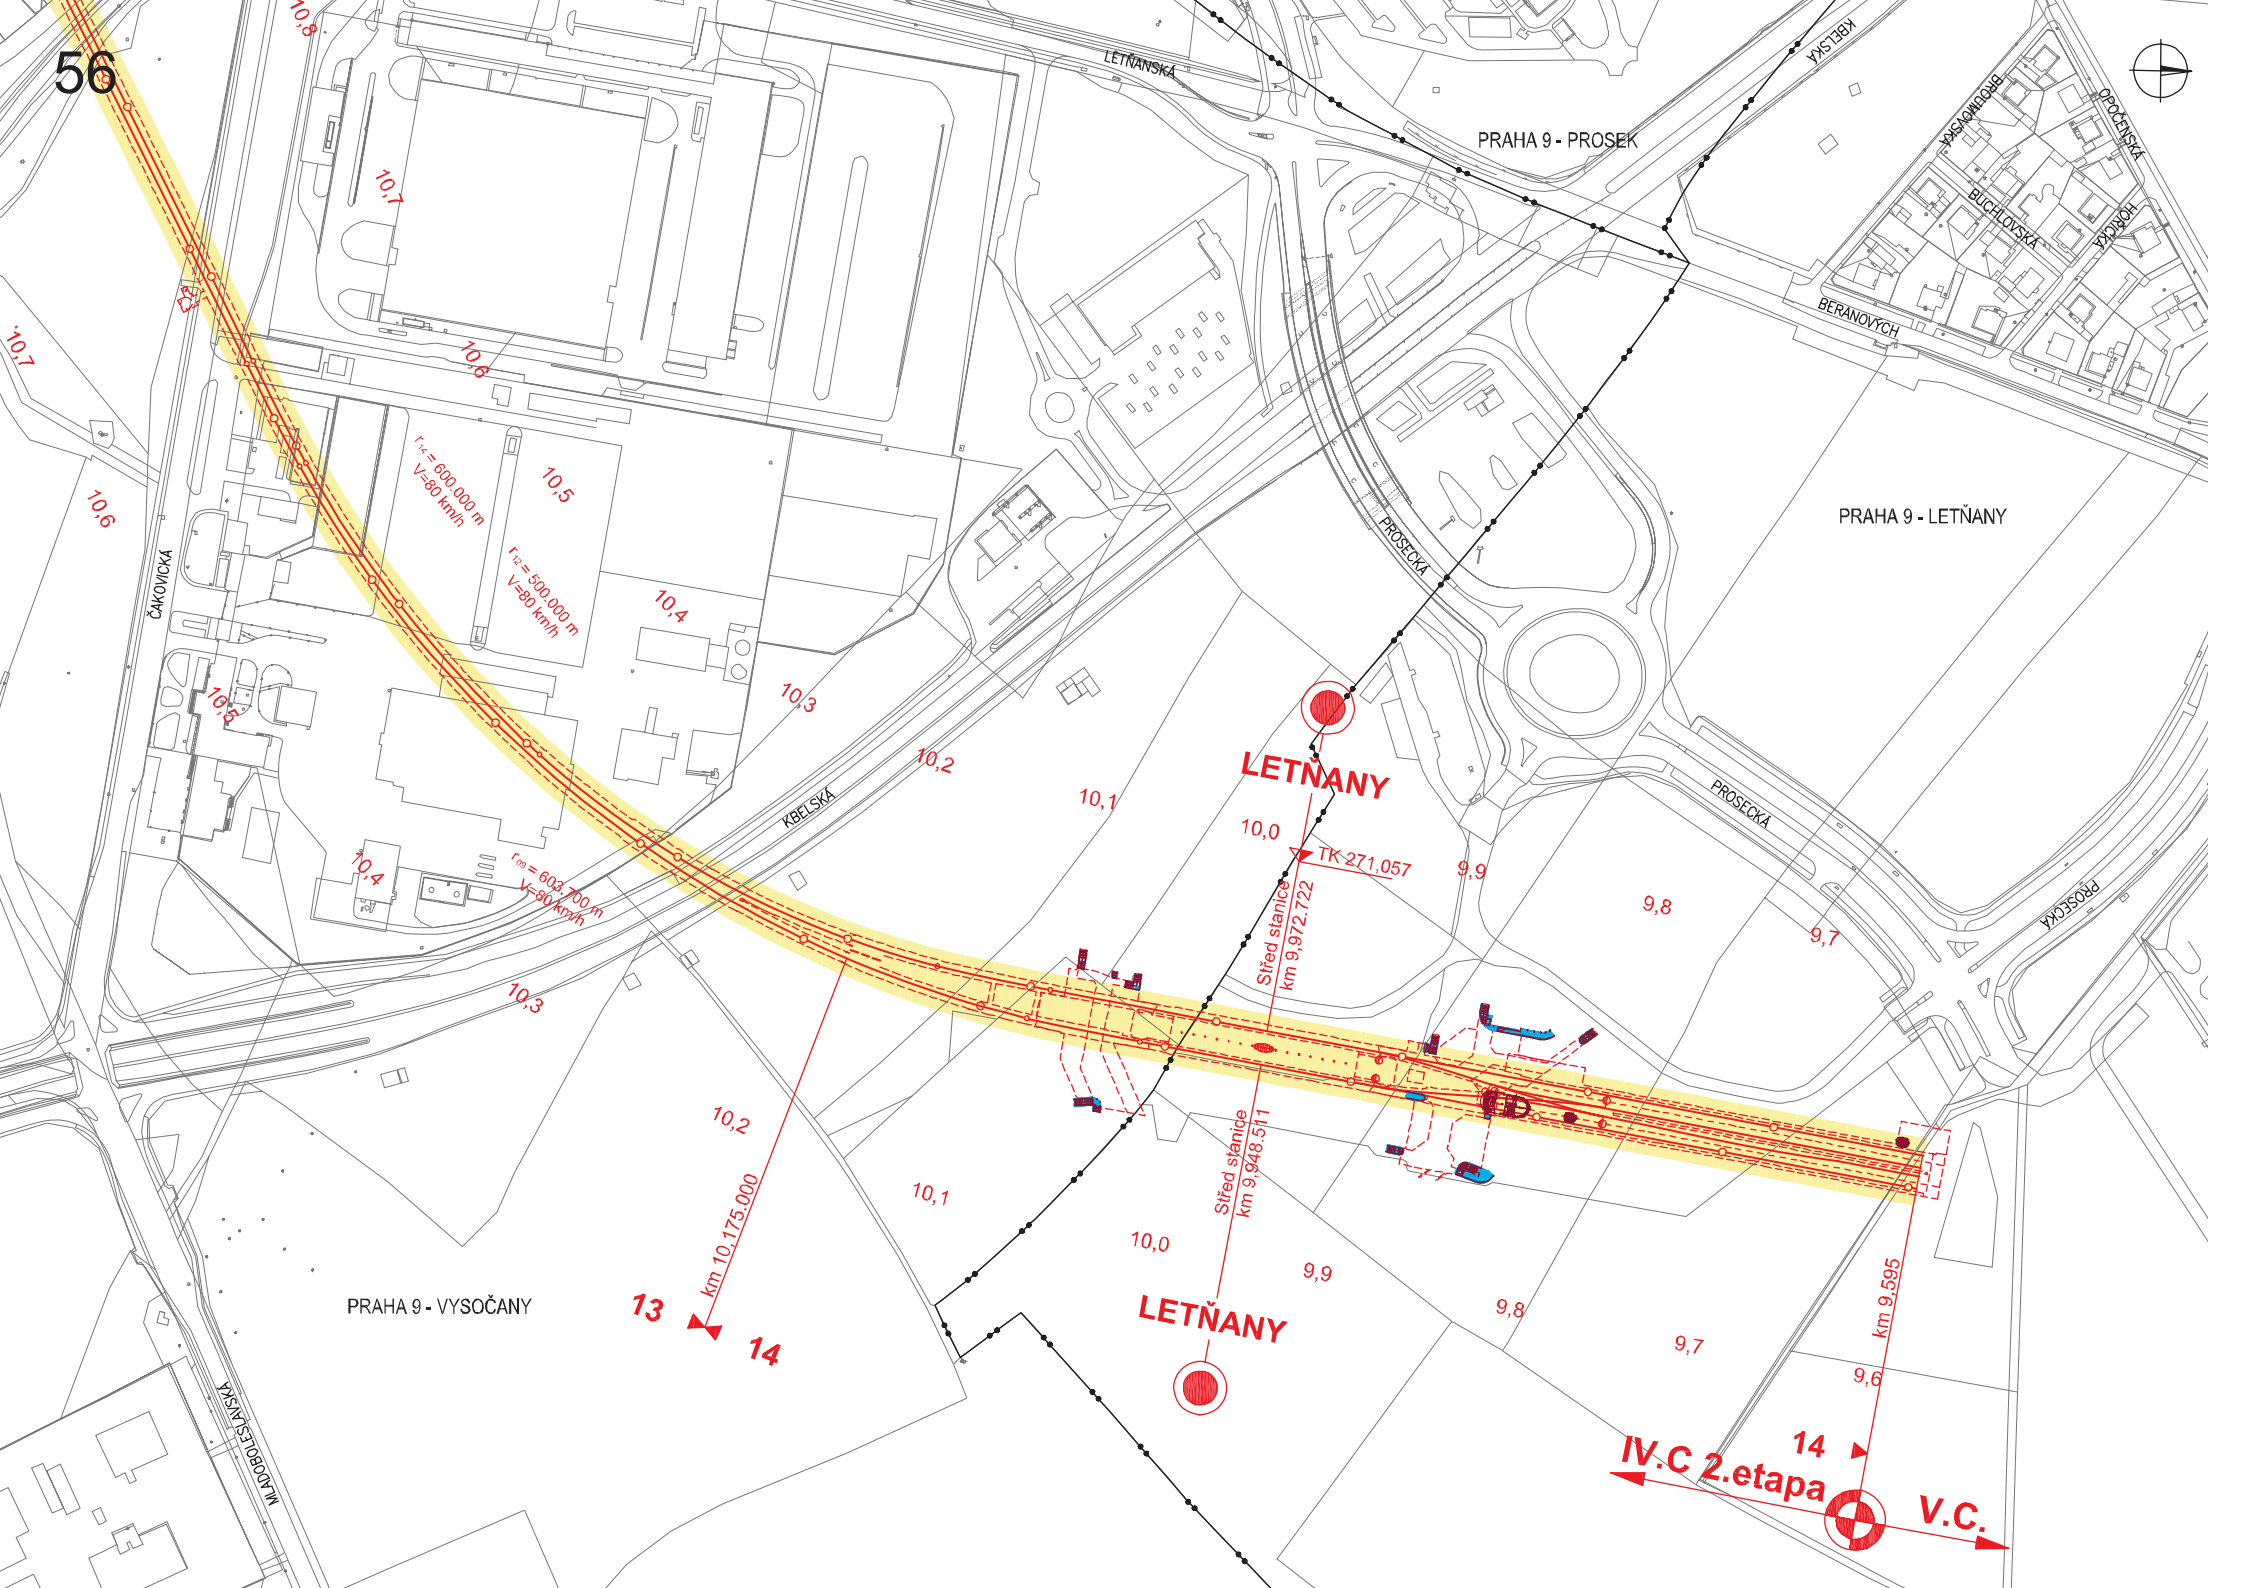 56
10,8
LETŇANSKÁ
KBELSKÁ
PRAHA 9 - PROSEK
BROUMOVSKÁ
OPOČENSKÁ
BUCHLOVSKÁ
HOŘICKÁ
BERANOVÝCH
10,7
10,7
10,6
10,6
r₁₄ = 600.000 m
V=80 km/h
10,5
r₁₂ = 500.000 m
V=80 km/h
ČAKOVICKÁ
PROSECKÁ
PRAHA 9 - LETŇANY
10,4
10,5
10,3
10,2
10,1
LETŇANY
10,0
TK 271,057
9,9
9,8
9,7
PROSECKÁ
PROSECKÁ
KBELSKÁ
10,4
r₀₉ = 603.700 m
V=80 km/h
Střed stanice
km 9,972.722
10,3
10,2
10,1
10,0
Střed stanice
km 9,948.511
9,9
9,8
9,7
9,6
km 10,175.000
km 9,595
PRAHA 9 - VYSOČANY
13
14
LETŇANY
MLADOBOLESLAVSKÁ
14
IV.C 2.etapa
V.C.